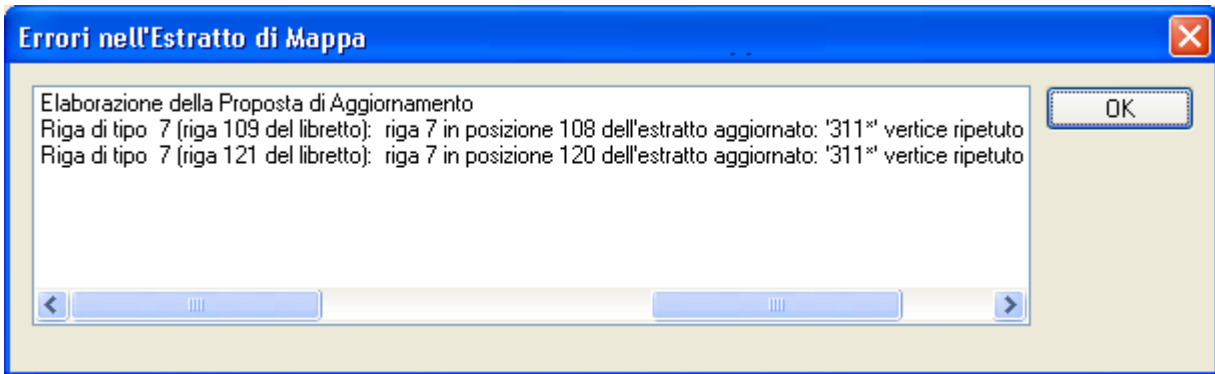 Errori nell'Estratto di Mappa
Elaborazione della Proposta di Aggiornamento
Riga di tipo  7 (riga 109 del libretto):  riga 7 in posizione 108 dell'estratto aggiornato: '311*' vertice ripetuto
Riga di tipo  7 (riga 121 del libretto):  riga 7 in posizione 120 dell'estratto aggiornato: '311*' vertice ripetuto
OK